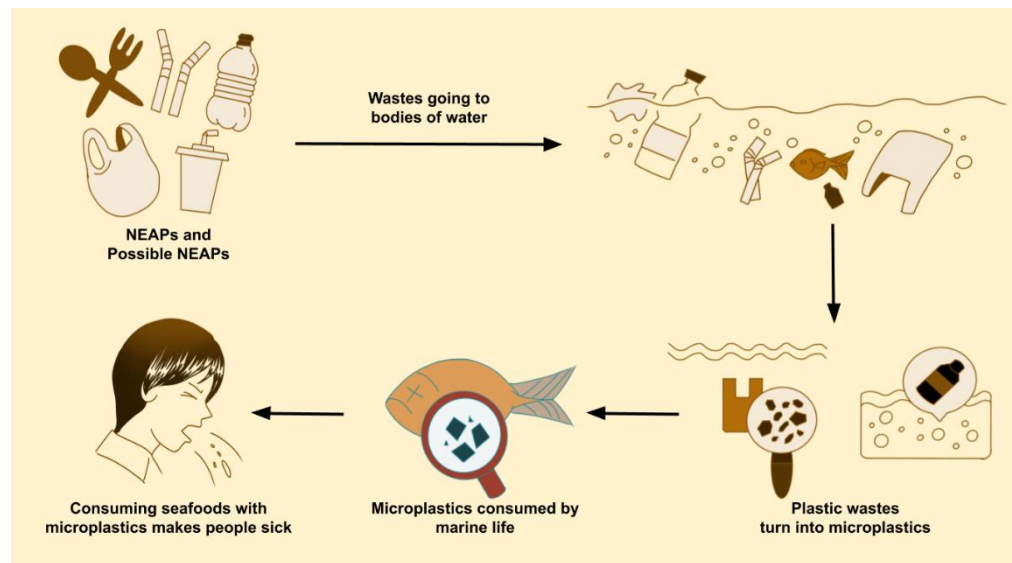 Wastes going to
bodies of water
NEAPs and
Possible NEAPs
Consuming seafoods with
microplastics makes people sick
Microplastics consumed by
marine life
Plastic wastes
turn into microplastics